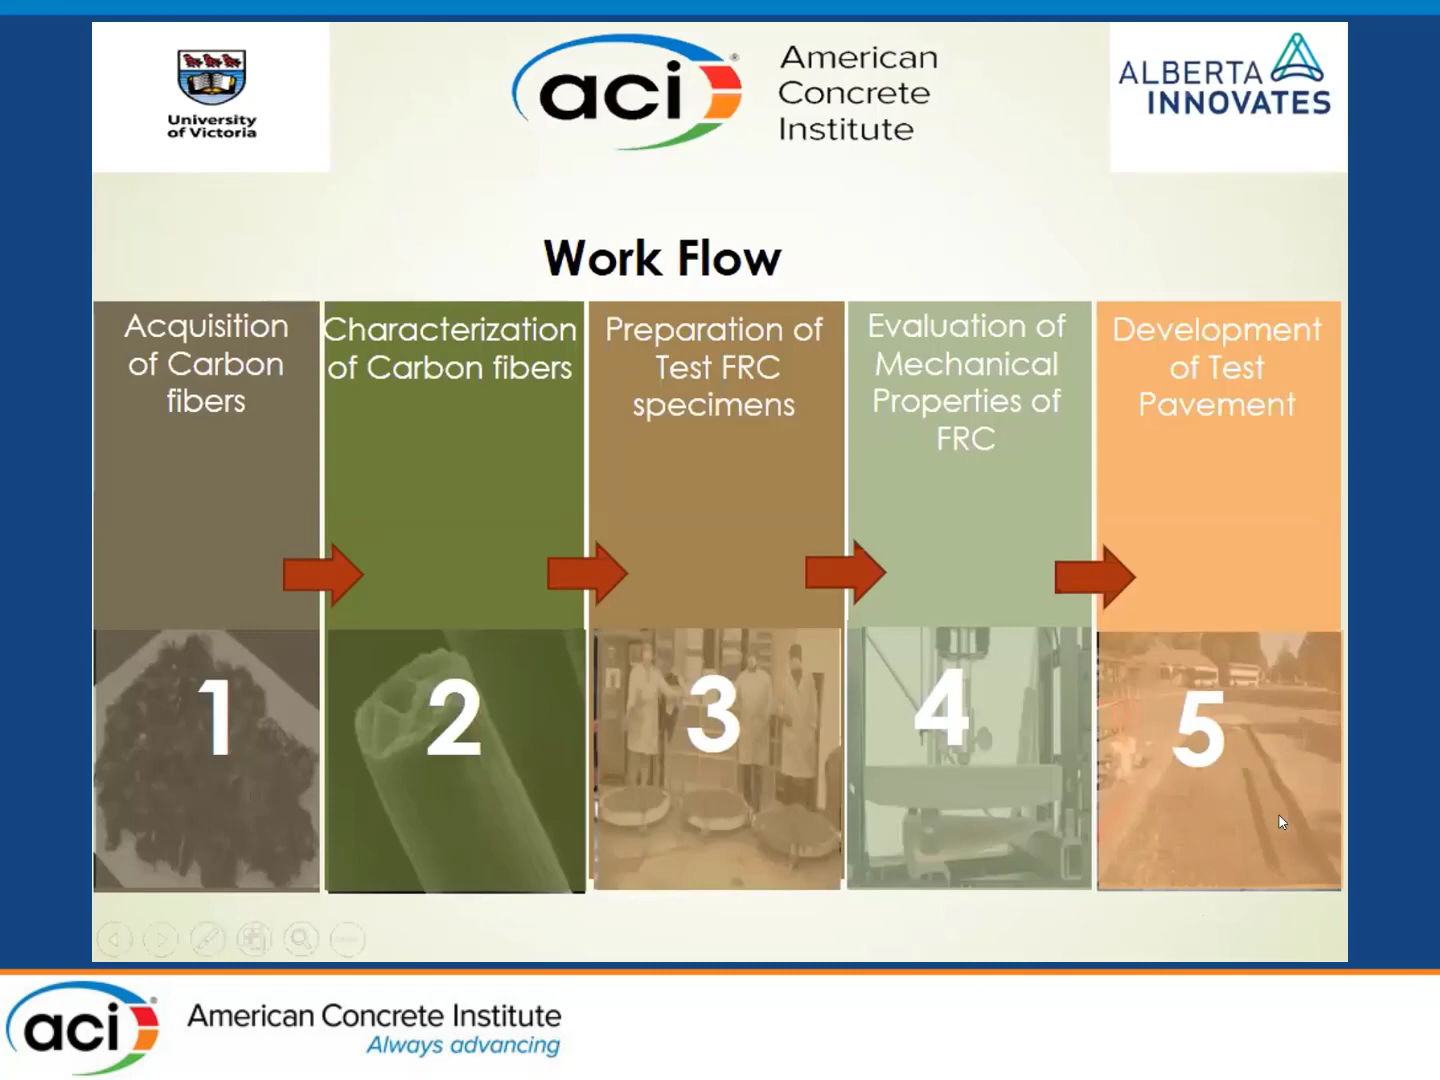 University
of Victoria
aci®
American
Concrete
Institute
ALBERTA
INNOVATES
Work Flow
Acquisition
of Carbon
fibers
Characterization
of Carbon fibers
Preparation of
Test FRC
specimens
Evaluation of
Mechanical
Properties of
FRC
Development
of Test
Pavement
1
2
3
4
5
aci®
American Concrete Institute
Always advancing